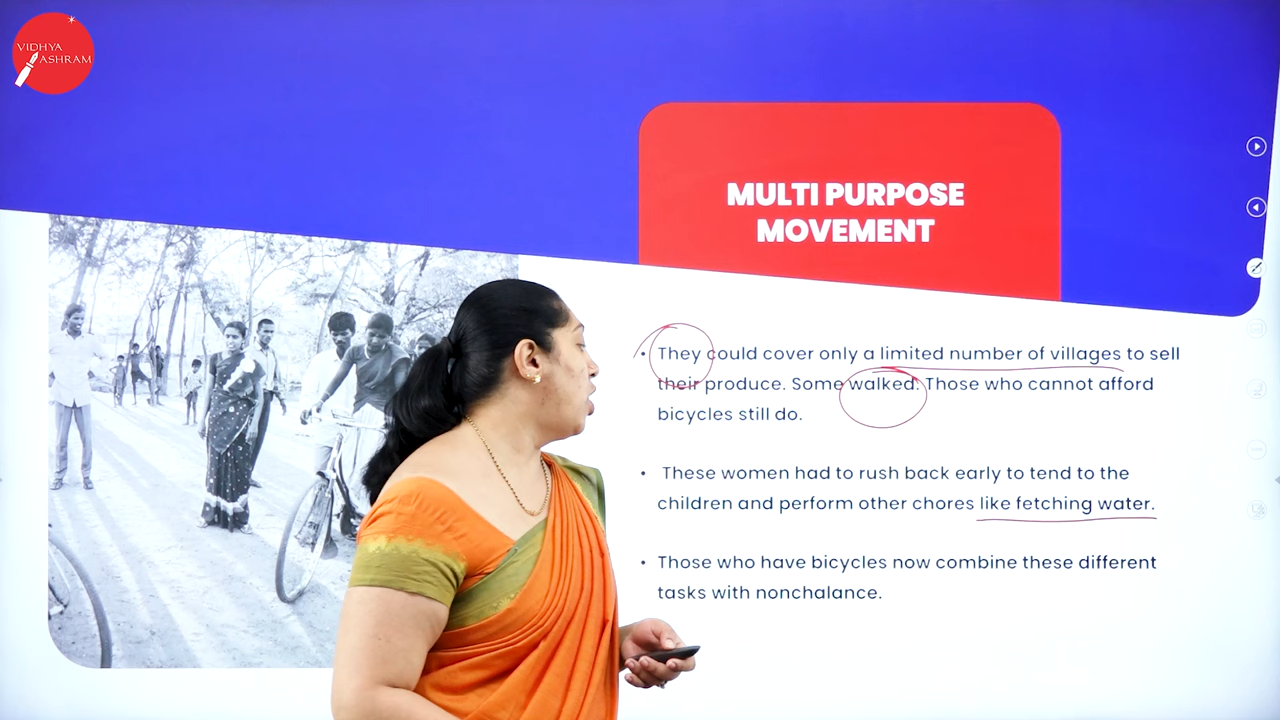 VIDHYA
ASHRAM
MULTI PURPOSE
MOVEMENT
• They could cover only a limited number of villages to sell
their produce. Some walked. Those who cannot afford
bicycles still do.
• These women had to rush back early to tend to the
children and perform other chores like fetching water.
• Those who have bicycles now combine these different
tasks with nonchalance.